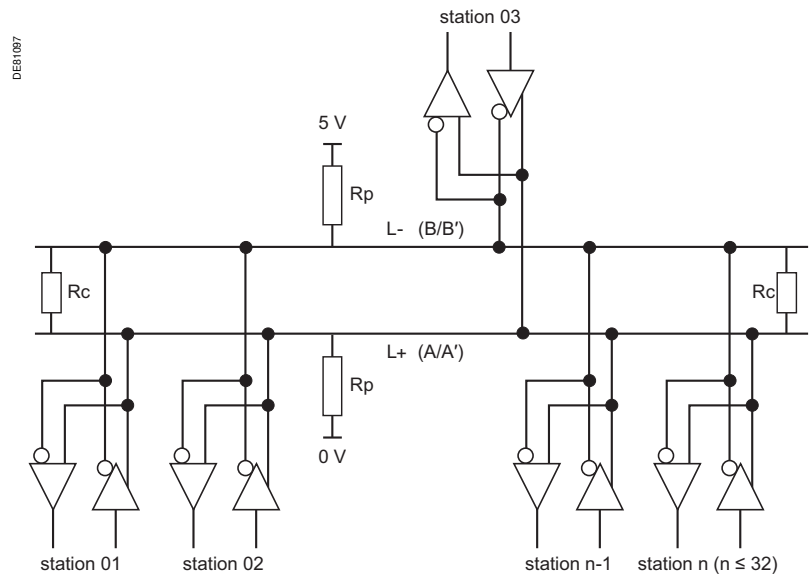 station 03
DE81097
5 V
Rp
L- (B/B′)
Rc
Rc
L+ (A/A′)
Rp
0 V
station 01
station 02
station n-1
station n (n ≤ 32)